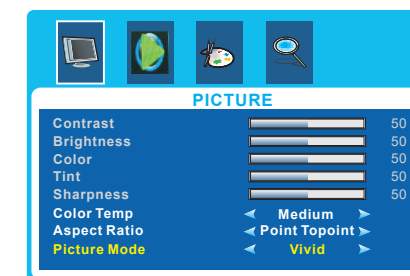 PICTURE
Contrast 50
Brightness 50
Color 50
Tint 50
Sharpness 50
Color Temp Medium
Aspect Ratio Point Topoint
Picture Mode Vivid